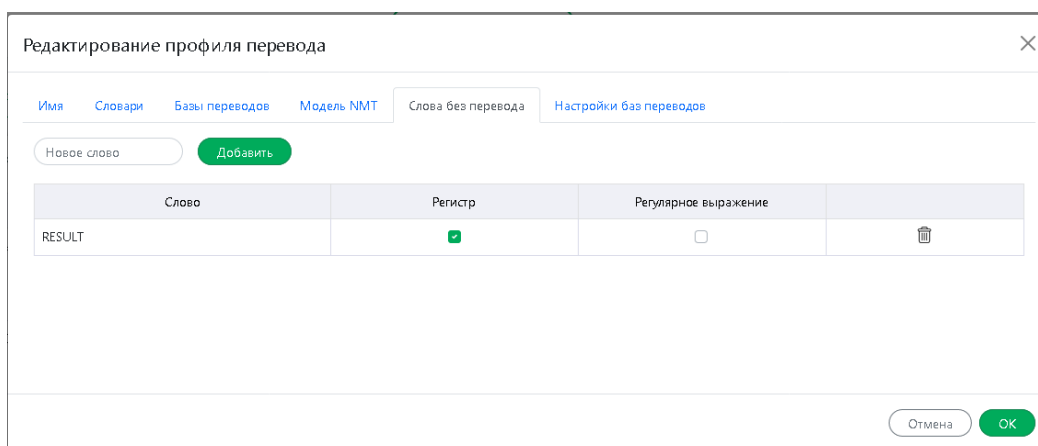 Редактирование профиля перевода
Имя Словари Базы переводов Модель NMT Слова без перевода Настройки баз переводов
Новое слово Добавить
Слово Регистр Регулярное выражение
RESULT
Отмена OK